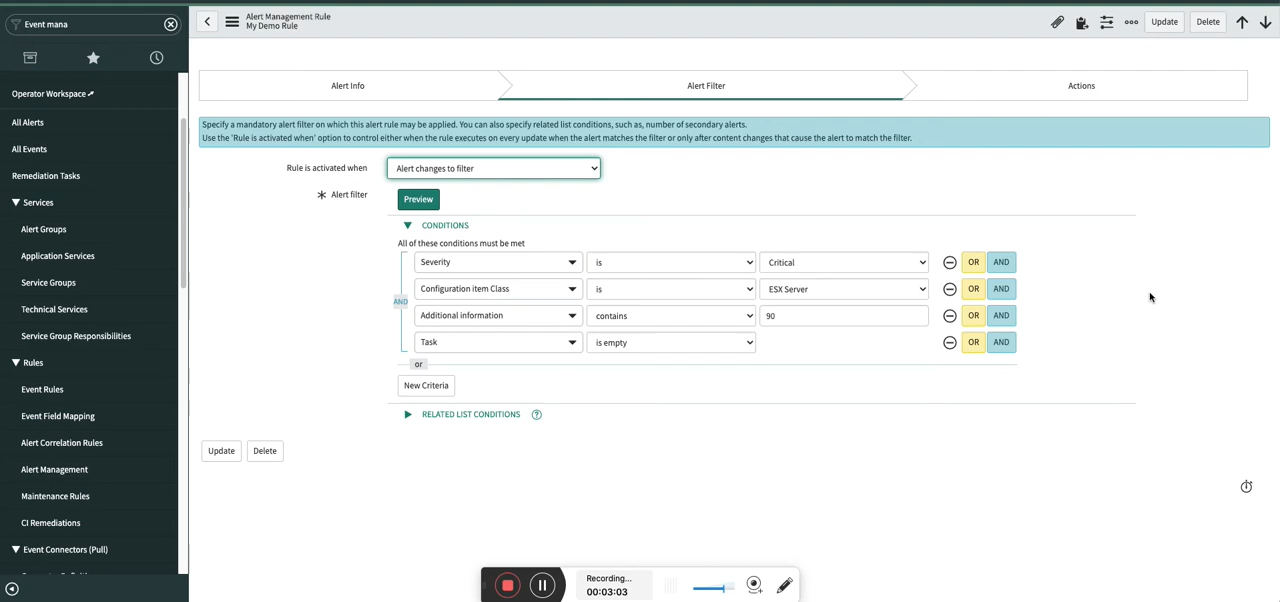 Event mana
Alert Management Rule
My Demo Rule
Update
Delete
Operator Workspace
All Alerts
All Events
Remediation Tasks
Services
Alert Groups
Application Services
Service Groups
Technical Services
Service Group Responsibilities
Rules
Event Rules
Event Field Mapping
Alert Correlation Rules
Alert Management
Maintenance Rules
CI Remediations
Event Connectors (Pull)
Alert Info
Alert Filter
Actions
Specify a mandatory alert filter on which this alert rule may be applied. You can also specify related list conditions, such as, number of secondary alerts.
Use the 'Rule is activated when' option to control either when the rule executes on every update when the alert matches the filter or only after content changes that cause the alert to match the filter.
Rule is activated when Alert changes to filter
Alert filter Preview
CONDITIONS
All of these conditions must be met
Severity is Critical OR AND
Configuration item Class is ESX Server OR AND
AND
Additional information contains 90 OR AND
Task is empty OR AND
or
New Criteria
RELATED LIST CONDITIONS ?
Update Delete
Recording...
00:03:03